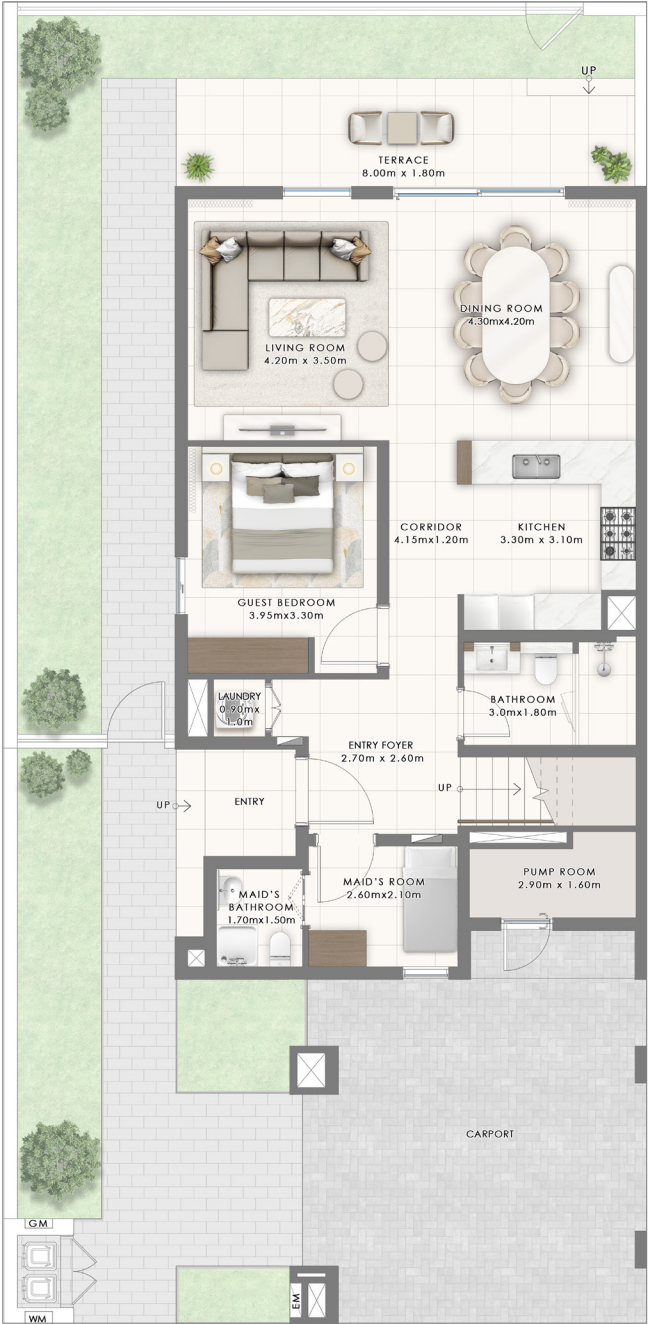 UP
TERRACE
8.00m x 1.80m
DINING ROOM
4.30mx4.20m
LIVING ROOM
4.20m x 3.50m
CORRIDOR
4.15mx1.20m
KITCHEN
3.30m x 3.10m
GUEST BEDROOM
3.95mx3.30m
LAUNDRY
0.90mx
1.0m
BATHROOM
3.0mx1.80m
ENTRY FOYER
2.70m x 2.60m
UP
ENTRY
UP
PUMP ROOM
2.90m x 1.60m
MAID'S ROOM
2.60mx2.10m
MAID'S
BATHROOM
1.70mx1.50m
CARPORT
GM
EM
WM